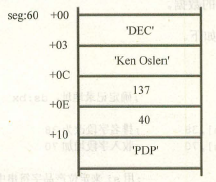 seg:60 +00
'DEC'
+03
'Ken Oslen'
+0C
137
+0E
40
+10
'PDP'